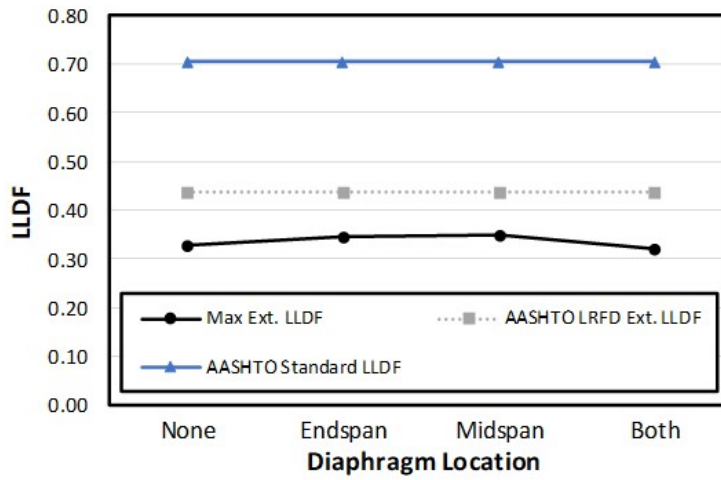 0.80
0.70
0.60
0.50
0.40
0.30
0.20
0.10
0.00
LLDF
Max Ext. LLDF
AASHTO LRFD Ext. LLDF
AASHTO Standard LLDF
None Endspan Midspan Both
Diaphragm Location